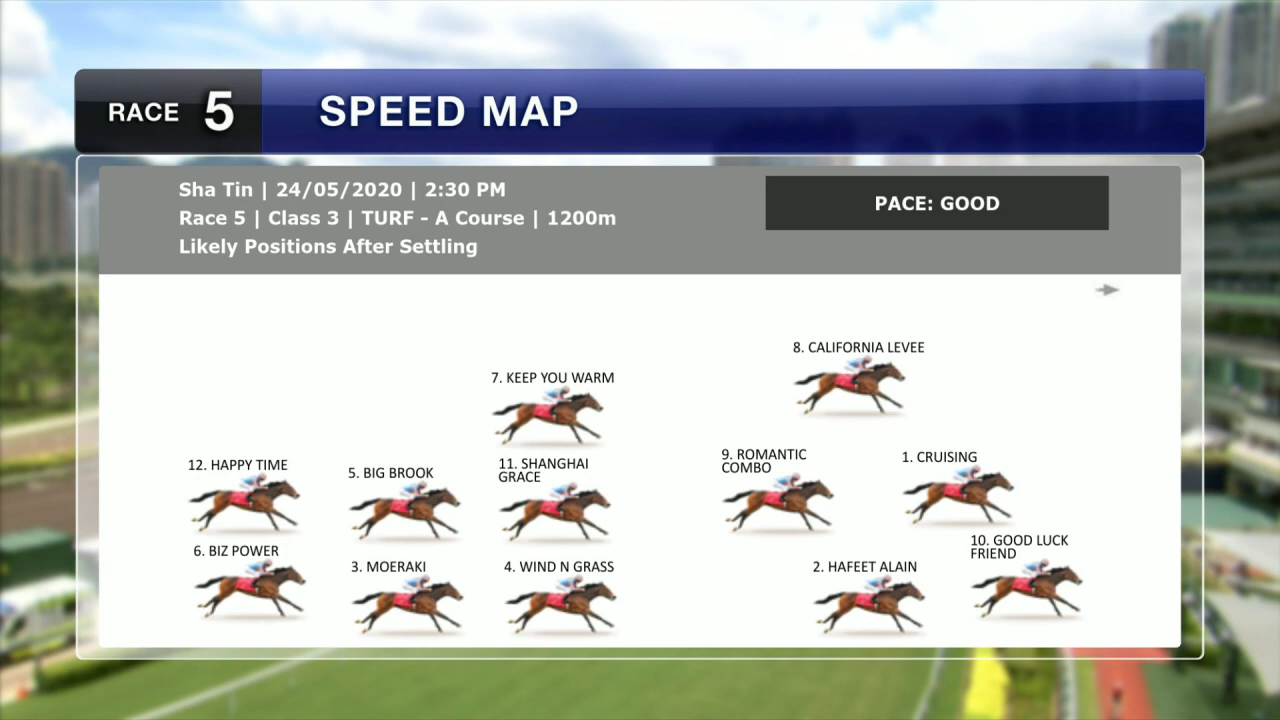 RACE 5
SPEED MAP
Sha Tin | 24/05/2020 | 2:30 PM
Race 5 | Class 3 | TURF - A Course | 1200m
Likely Positions After Settling
PACE: GOOD
8. CALIFORNIA LEVEE
7. KEEP YOU WARM
12. HAPPY TIME
5. BIG BROOK
11. SHANGHAI
GRACE
9. ROMANTIC
COMBO
1. CRUISING
6. BIZ POWER
3. MOERAKI
4. WIND N GRASS
2. HAFEET ALAIN
10. GOOD LUCK
FRIEND